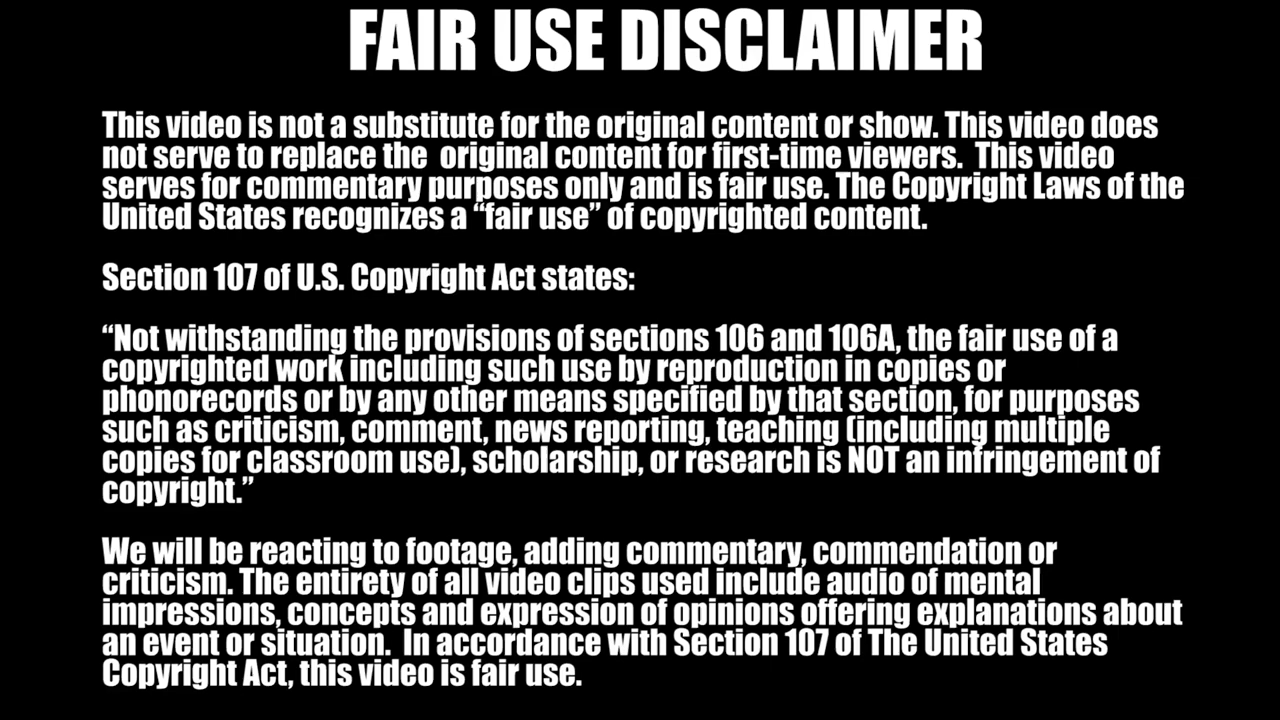 FAIR USE DISCLAIMER
This video is not a substitute for the original content or show. This video does
not serve to replace the  original content for first-time viewers.  This video
serves for commentary purposes only and is fair use. The Copyright Laws of the
United States recognizes a “fair use” of copyrighted content.
Section 107 of U.S. Copyright Act states:
“Not withstanding the provisions of sections 106 and 106A, the fair use of a
copyrighted work including such use by reproduction in copies or
phonorecords or by any other means specified by that section, for purposes
such as criticism, comment, news reporting, teaching (including multiple
copies for classroom use), scholarship, or research is NOT an infringement of
copyright.”
We will be reacting to footage, adding commentary, commendation or
criticism. The entirety of all video clips used include audio of mental
impressions, concepts and expression of opinions offering explanations about
an event or situation.  In accordance with Section 107 of The United States
Copyright Act, this video is fair use.